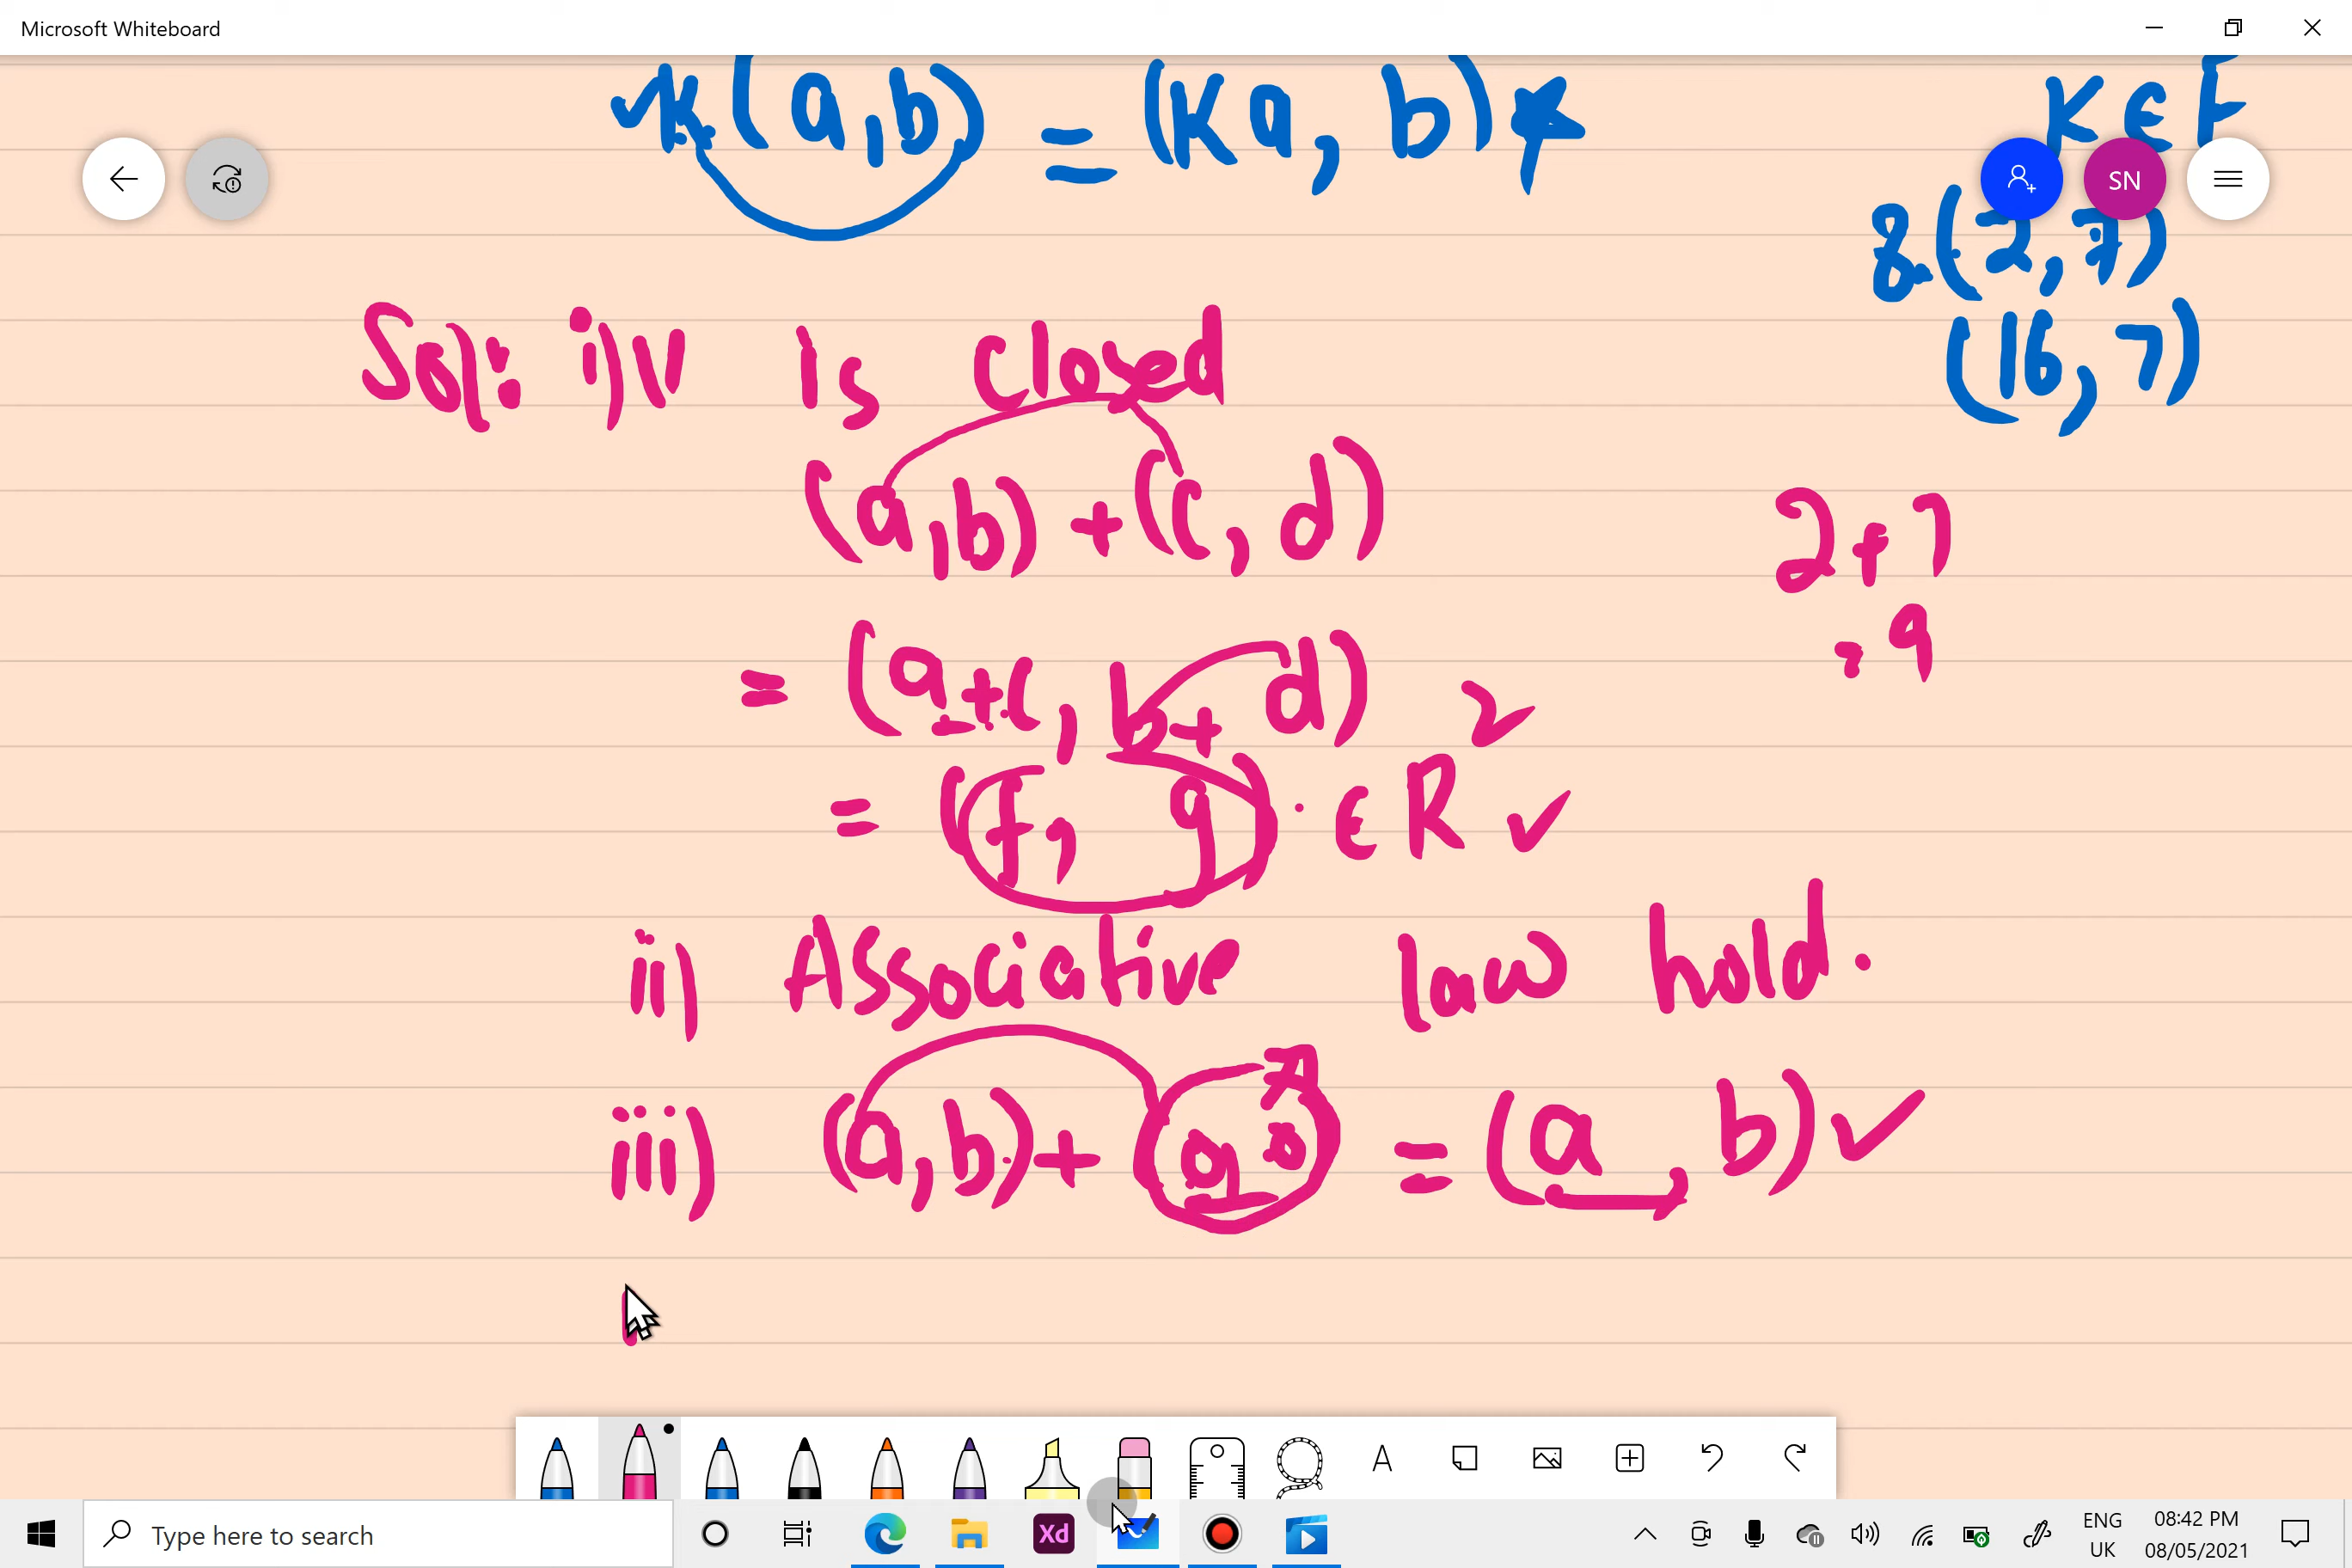 Microsoft Whiteboard
k.(a,b) = (Ka, b)*
K ∈ F
SN
8.(2,7)
(16,7)
Sol: i) V is closed
(a,b) + (c,d)
2+7
= 9
= (a+c, b+d)
= (f, g) ∈ R²
ii) Associative law hold.
iii) (a,b) + (0,0) = (a,b)
A
Type here to search
Xd
ENG
UK
08:42 PM
08/05/2021